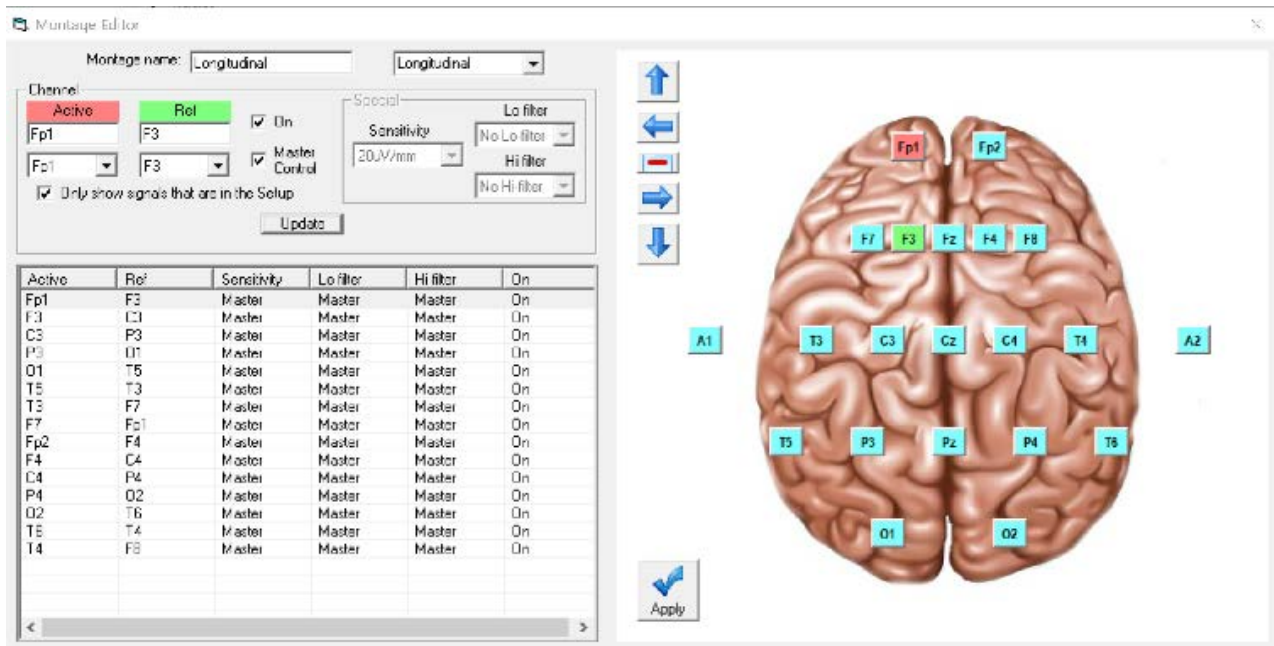 Montage Editor
Montage name: Longitudinal Longitudinal
Channel
Active Ref
Fp1 F3
On
Fp1 F3
Master Control
Only show signals that are in the Setup
Update
Special
Sensitivity
20uV/mm
Lo filter
No Lo filter
Hi filter
No Hi filter
Active Ref Sensitivity Lo filter Hi filter On
Fp1 F3 Master Master Master On
F3 C3 Master Master Master On
C3 P3 Master Master Master On
P3 O1 Master Master Master On
O1 T5 Master Master Master On
T5 T3 Master Master Master On
T3 F7 Master Master Master On
F7 Fp1 Master Master Master On
Fp2 F4 Master Master Master On
F4 C4 Master Master Master On
C4 P4 Master Master Master On
P4 O2 Master Master Master On
O2 T6 Master Master Master On
T6 T4 Master Master Master On
T4 F8 Master Master Master On
Fp1 Fp2
F7 F3 Fz F4 F8
A1 T3 C3 Cz C4 T4 A2
T5 P3 Pz P4 T6
O1 O2
Apply